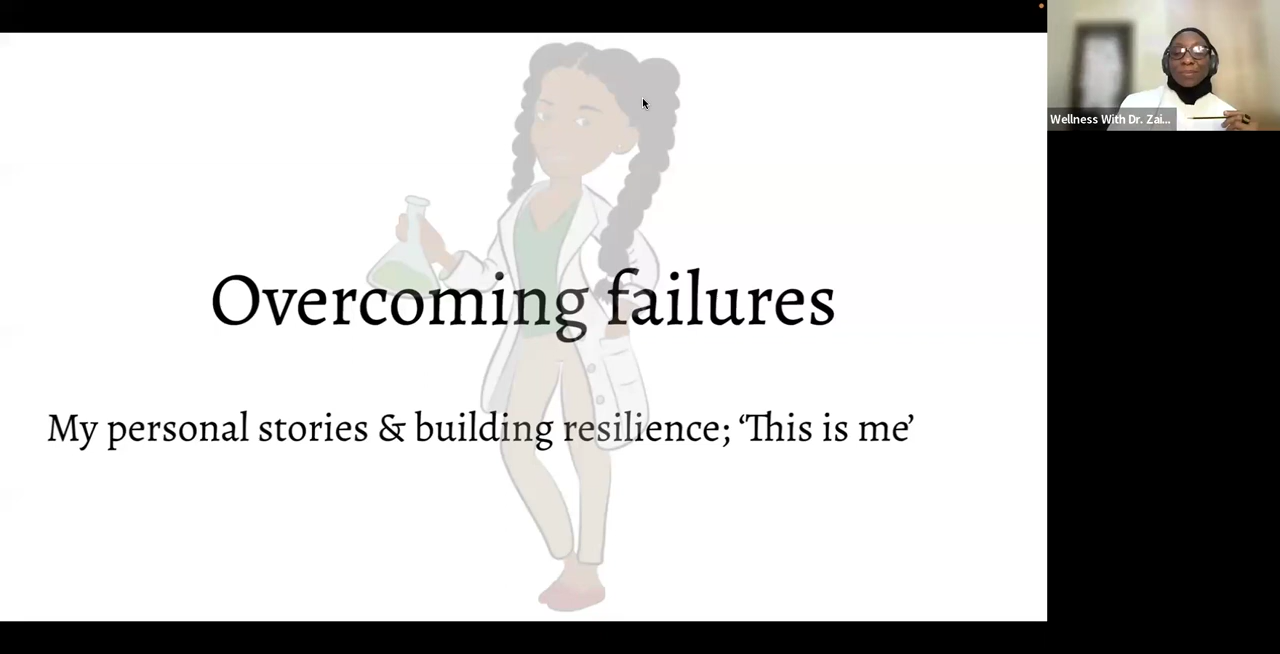 Overcoming failures
My personal stories & building resilience; ‘This is me’
Wellness With Dr. Zai...